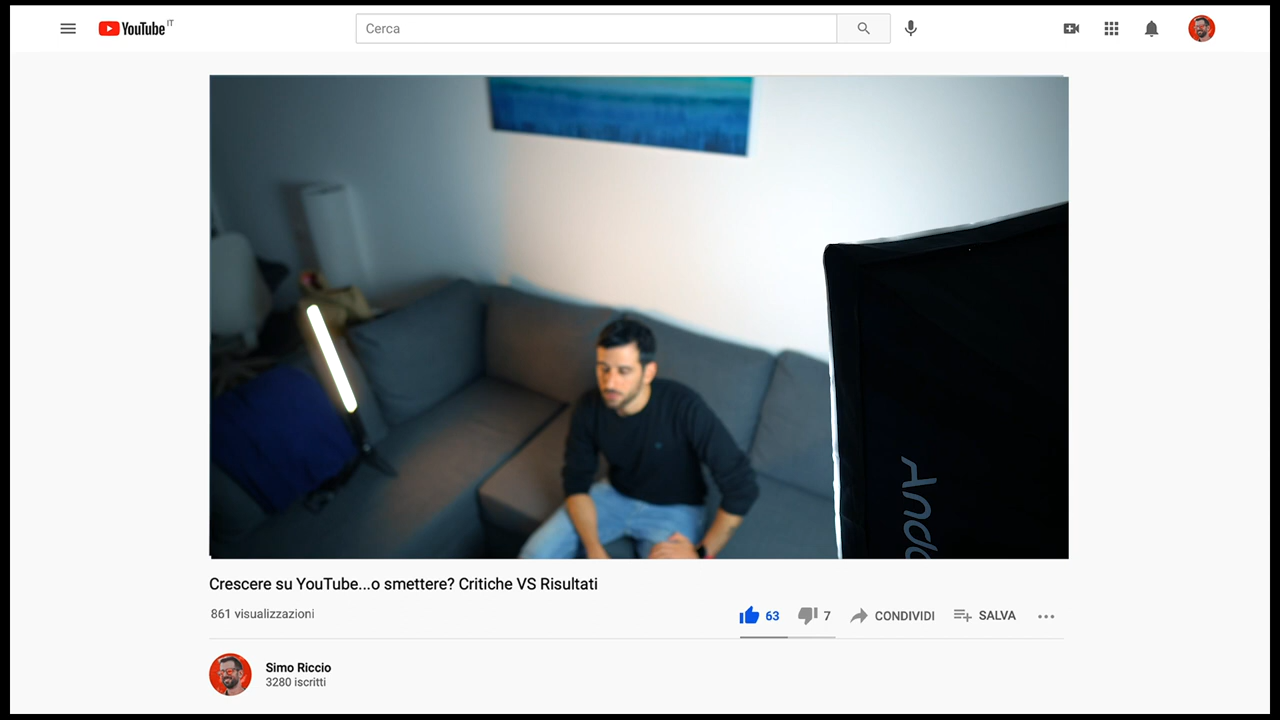 YouTube IT
Cerca
Crescere su YouTube...o smettere? Critiche VS Risultati
861 visualizzazioni
63
7
CONDIVIDI
SALVA
Simo Riccio
3280 iscritti